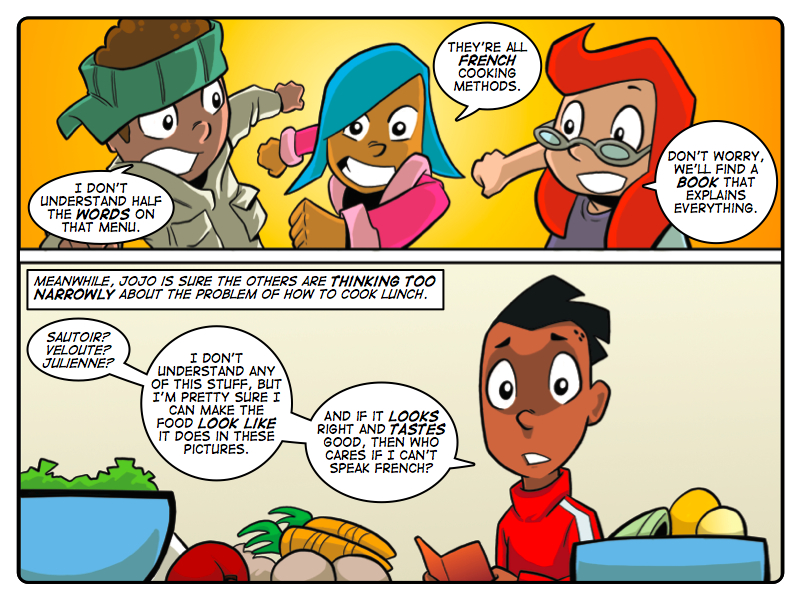 THEY'RE ALL
FRENCH
COOKING
METHODS.
I DON'T
UNDERSTAND HALF
THE WORDS ON
THAT MENU.
DON'T WORRY,
WE'LL FIND A
BOOK THAT
EXPLAINS
EVERYTHING.
MEANWHILE, JOJO IS SURE THE OTHERS ARE THINKING TOO
NARROWLY ABOUT THE PROBLEM OF HOW TO COOK LUNCH.
SAUTOIR?
VELOUTE?
JULIENNE?
I DON'T
UNDERSTAND ANY
OF THIS STUFF, BUT
I'M PRETTY SURE I
CAN MAKE THE
FOOD LOOK LIKE
IT DOES IN THESE
PICTURES.
AND IF IT LOOKS
RIGHT AND TASTES
GOOD, THEN WHO
CARES IF I CAN'T
SPEAK FRENCH?